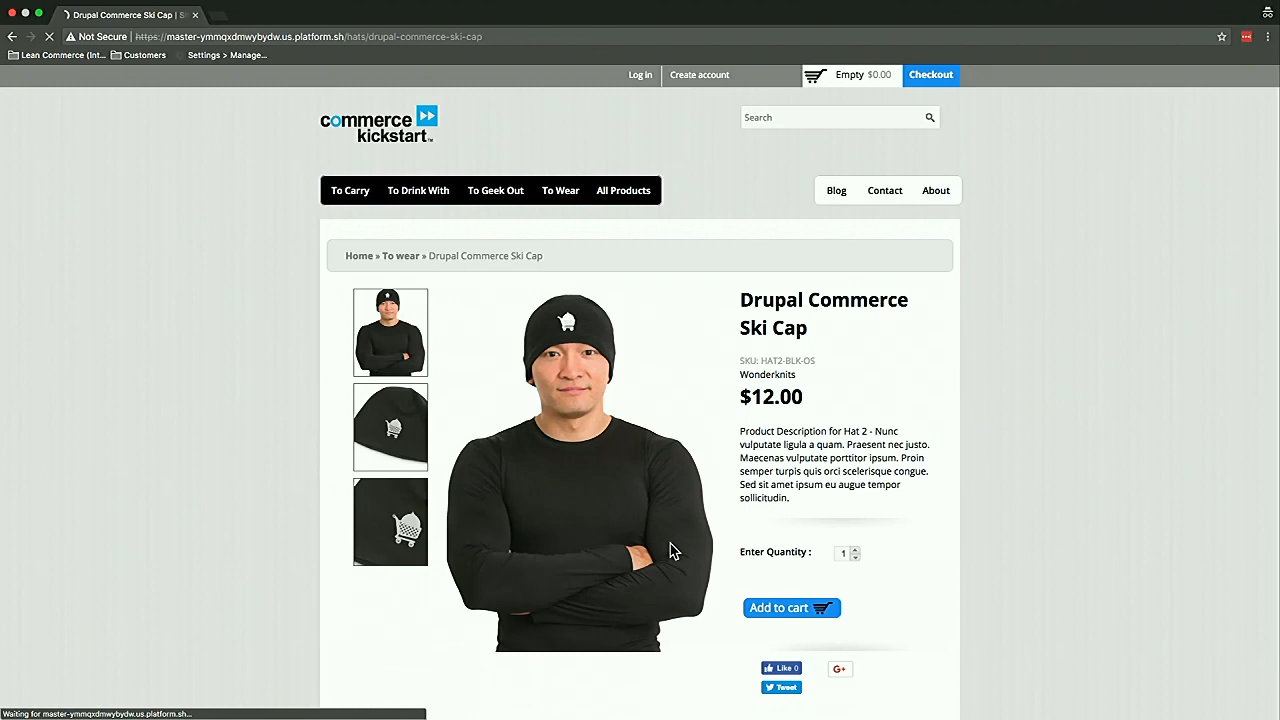 Drupal Commerce Ski Cap | S
Not Secure | https://master-ymmqxdmwybydw.us.platform.sh/hats/drupal-commerce-ski-cap
Lean Commerce (Int... Customers Settings > Manage...
Log in Create account Empty $0.00 Checkout
commerce
kickstart™
Search
To Carry To Drink With To Geek Out To Wear All Products Blog Contact About
Home » To wear » Drupal Commerce Ski Cap
Drupal Commerce
Ski Cap
SKU: HAT2-BLK-OS
Wonderknits
$12.00
Product Description for Hat 2 - Nunc
vulputate ligula a quam. Praesent nec justo.
Maecenas vulputate porttitor ipsum. Proin
semper turpis quis orci scelerisque congue.
Sed sit amet ipsum eu augue tempor
sollicitudin.
Enter Quantity : 1
Add to cart
Like 0 G+
Tweet
Waiting for master-ymmqxdmwybydw.us.platform.sh...